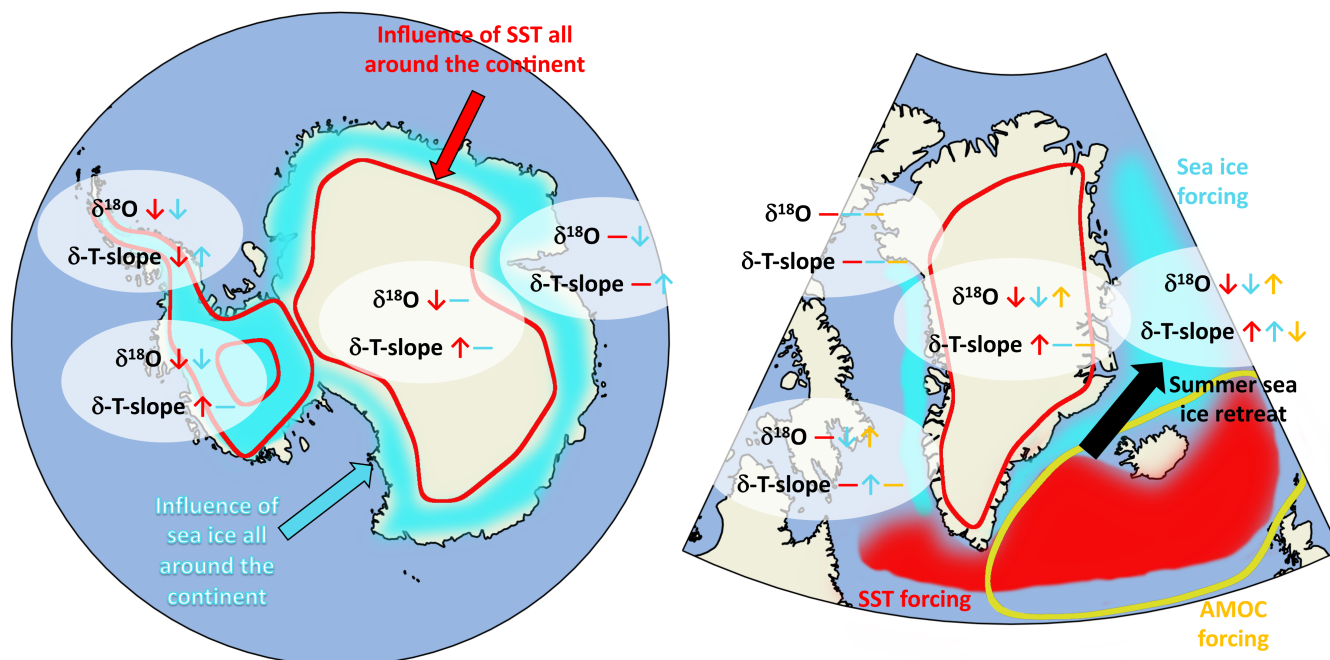 Influence of SST all
around the continent
δ18O ↓ ↓
δ-T-slope ↓ ↑
δ18O – ↓
δ-T-slope – ↑
δ18O ↓ –
δ-T-slope ↑ –
δ18O ↓ ↓
δ-T-slope ↑ –
Influence of
sea ice all
around the
continent
Sea ice
forcing
δ18O – – –
δ-T-slope – – –
δ18O ↓ ↓ ↑
δ-T-slope ↑ – –
δ18O ↓ ↓ ↑
δ-T-slope ↑ ↑ ↓
Summer sea
ice retreat
δ18O – ↓ ↑
δ-T-slope – ↑ –
SST forcing
AMOC
forcing